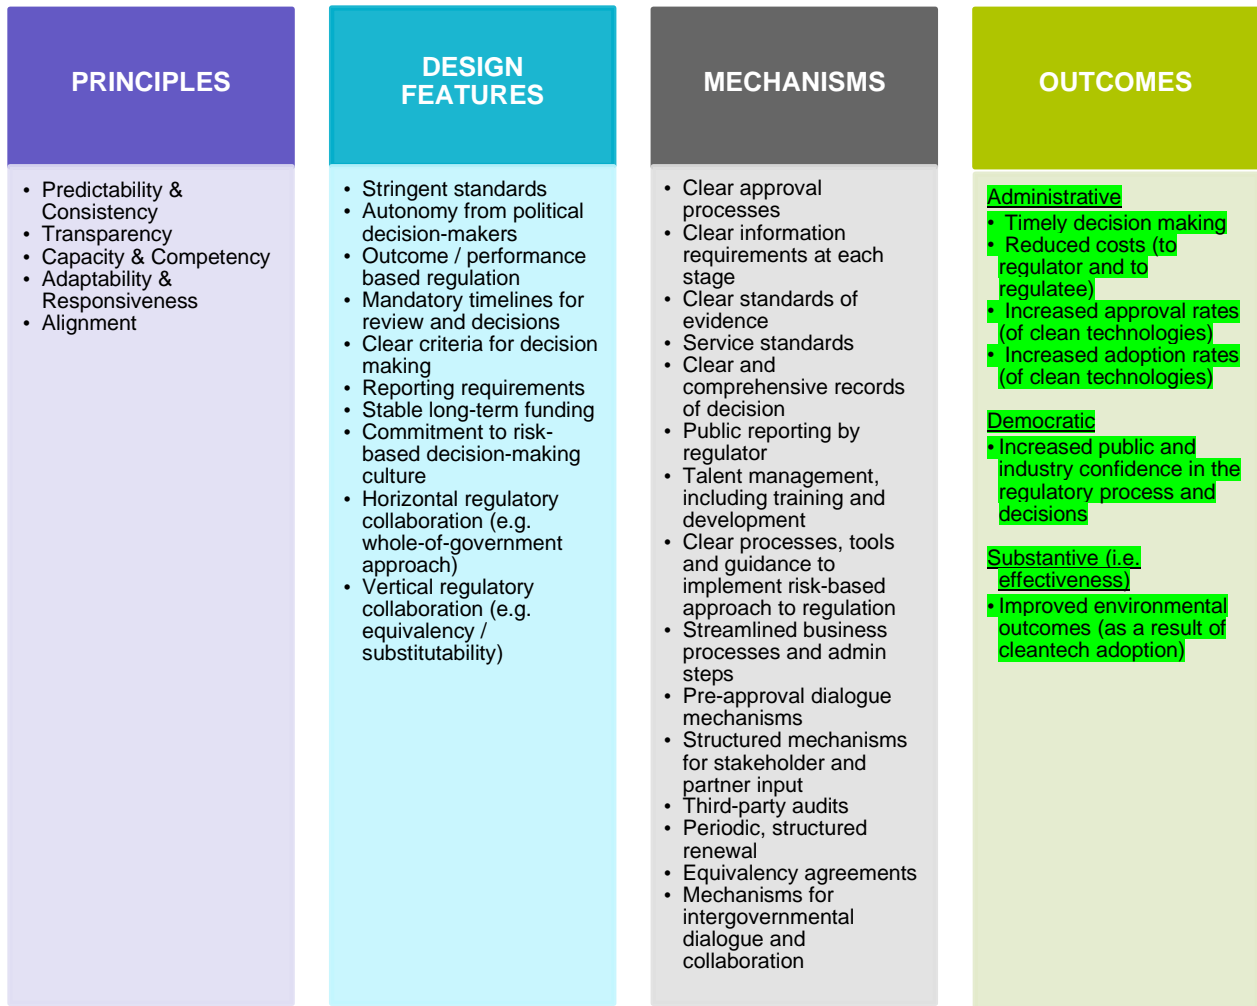 PRINCIPLES
• Predictability &
Consistency
• Transparency
• Capacity & Competency
• Adaptability &
Responsiveness
• Alignment
DESIGN
FEATURES
• Stringent standards
• Autonomy from political
decision-makers
• Outcome / performance
based regulation
• Mandatory timelines for
review and decisions
• Clear criteria for decision
making
• Reporting requirements
• Stable long-term funding
• Commitment to risk-
based decision-making
culture
• Horizontal regulatory
collaboration (e.g.
whole-of-government
approach)
• Vertical regulatory
collaboration (e.g.
equivalency /
substitutability)
MECHANISMS
• Clear approval
processes
• Clear information
requirements at each
stage
• Clear standards of
evidence
• Service standards
• Clear and
comprehensive records
of decision
• Public reporting by
regulator
• Talent management,
including training and
development
• Clear processes, tools
and guidance to
implement risk-based
approach to regulation
• Streamlined business
processes and admin
steps
• Pre-approval dialogue
mechanisms
• Structured mechanisms
for stakeholder and
partner input
• Third-party audits
• Periodic, structured
renewal
• Equivalency agreements
• Mechanisms for
intergovernmental
dialogue and
collaboration
OUTCOMES
Administrative
• Timely decision making
• Reduced costs (to
regulator and to
regulatee)
• Increased approval rates
(of clean technologies)
• Increased adoption rates
(of clean technologies)
Democratic
• Increased public and
industry confidence in the
regulatory process and
decisions
Substantive (i.e.
effectiveness)
• Improved environmental
outcomes (as a result of
cleantech adoption)